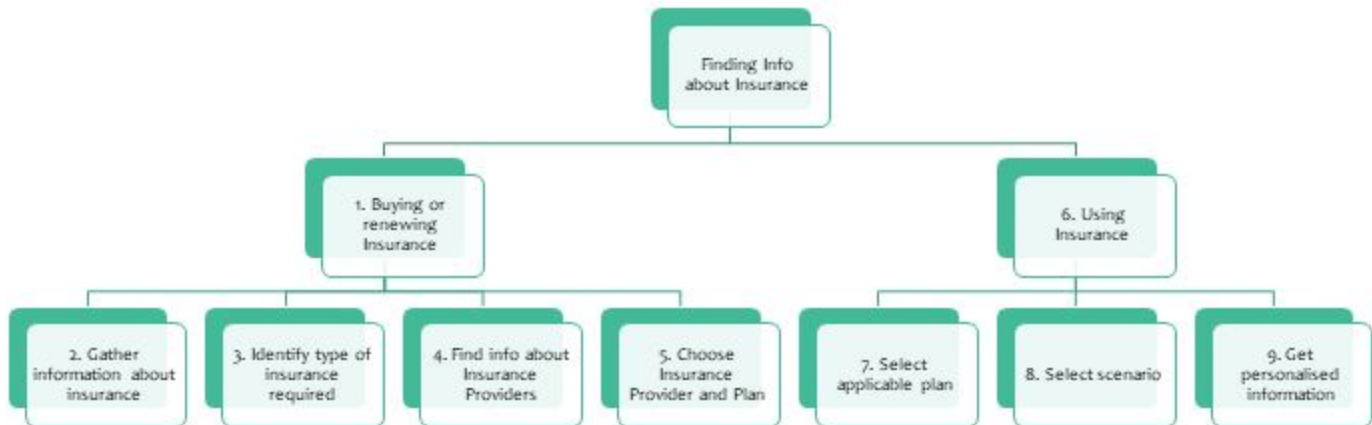 Finding Info
about Insurance
1. Buying or
renewing
Insurance
6. Using
Insurance
2. Gather
information about
insurance
3. Identify type of
insurance
required
4. Find info about
Insurance
Providers
5. Choose
Insurance
Provider and Plan
7. Select
applicable plan
8. Select scenario
9. Get
personalised
information